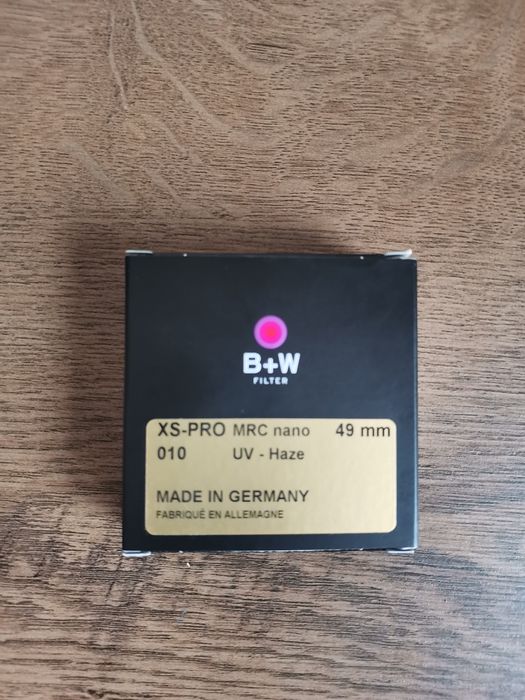 B+W
FILTER
XS-PRO MRC nano 49 mm
010 UV - Haze
MADE IN GERMANY
FABRIQUÉ EN ALLEMAGNE